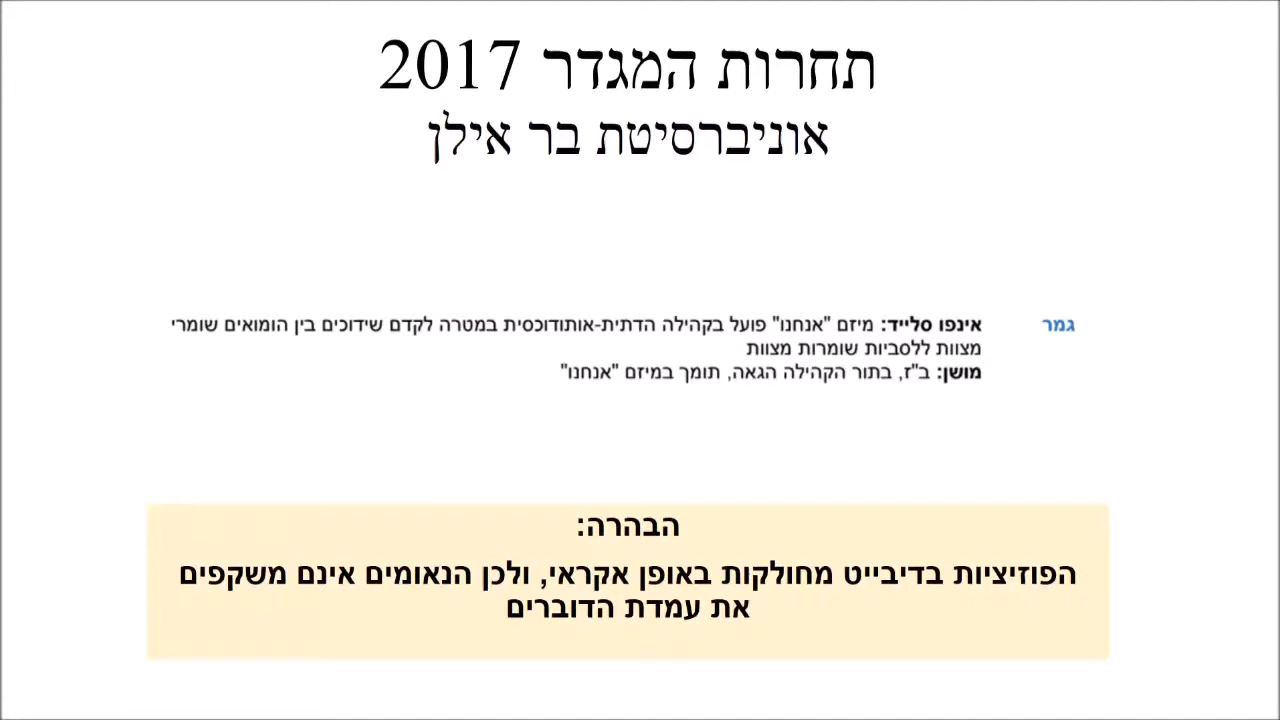 תחרות המגדר 2017
אוניברסיטת בר אילן
גמר
אינפו סלייד: מיזם "אנחנו" פועל בקהילה הדתית-אותודוכסית במטרה לקדם שידוכים בין הומואים שומרי
מצוות ללסביות שומרות מצוות
מושן: ב"ז, בתור הקהילה הגאה, תומך במיזם "אנחנו"
הבהרה:
הפוזיציות בדיבייט מחולקות באופן אקראי, ולכן הנאומים אינם משקפים
את עמדת הדוברים